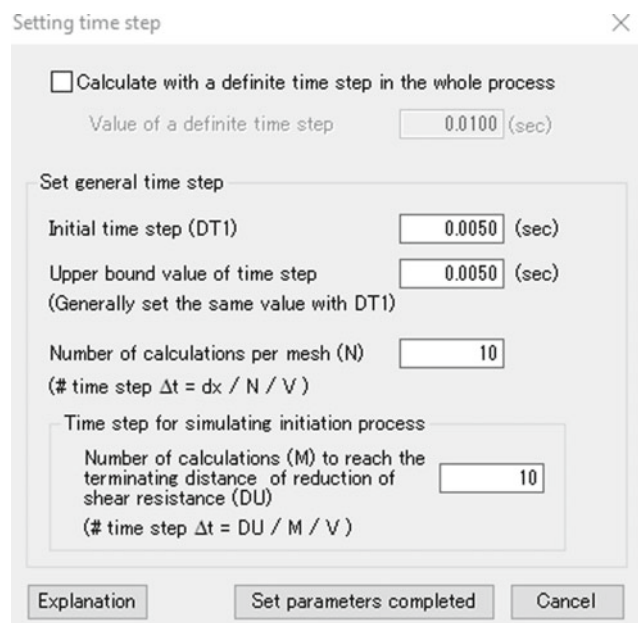 Setting time step
Calculate with a definite time step in the whole process
Value of a definite time step 0.0100 (sec)
Set general time step
Initial time step (DT1) 0.0050 (sec)
Upper bound value of time step 0.0050 (sec)
(Generally set the same value with DT1)
Number of calculations per mesh (N) 10
(# time step Δt = dx / N / V )
Time step for simulating initiation process
Number of calculations (M) to reach the
terminating distance of reduction of 10
shear resistance (DU)
(# time step Δt = DU / M / V )
Explanation Set parameters completed Cancel